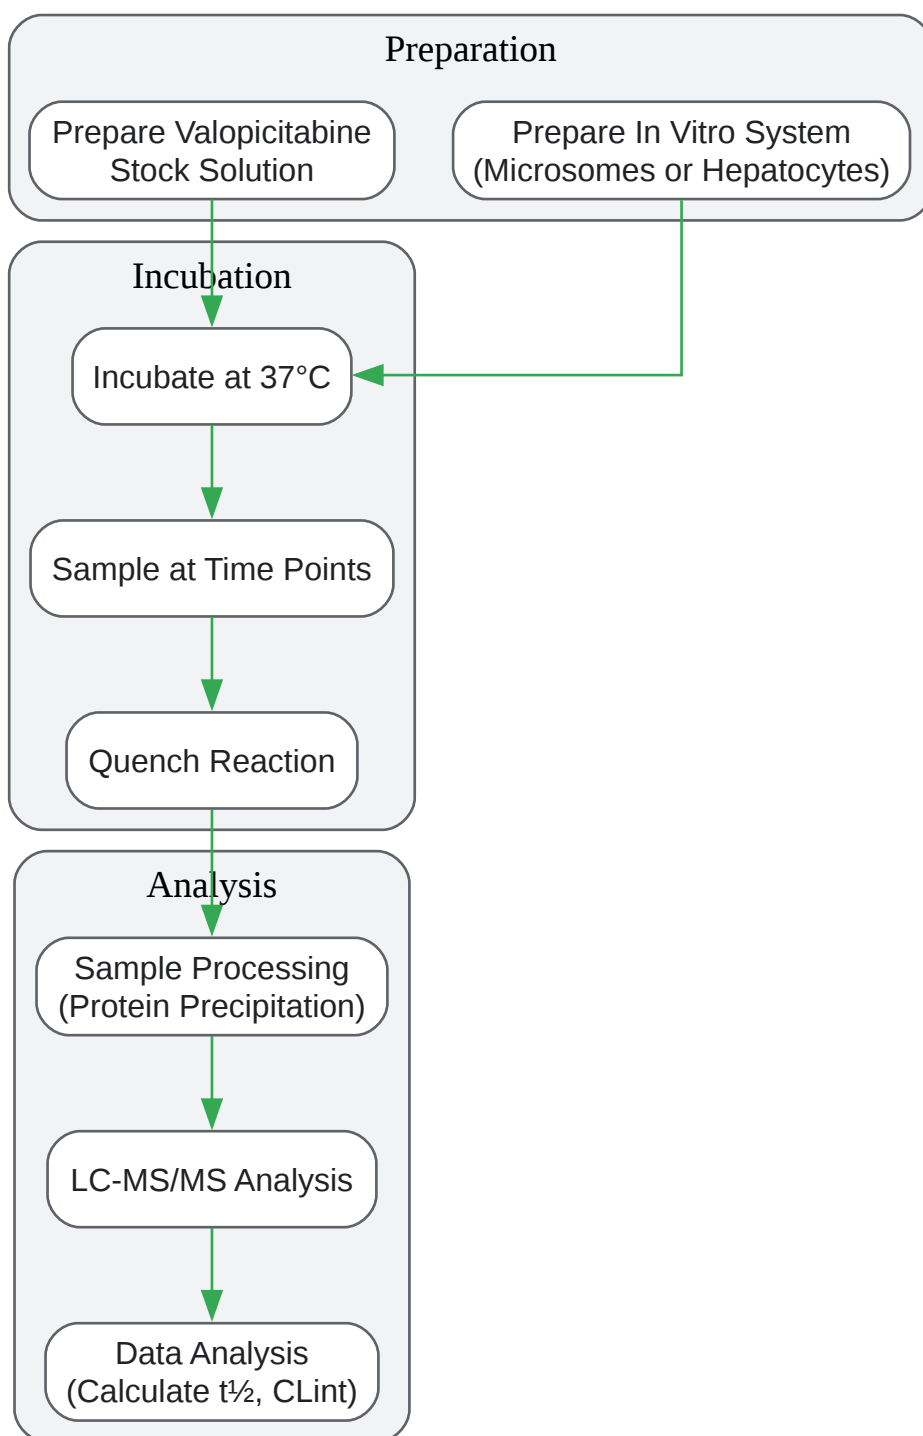 Preparation
Prepare Valopicitabine
Stock Solution
Prepare In Vitro System
(Microsomes or Hepatocytes)
Incubation
Incubate at 37°C
Sample at Time Points
Quench Reaction
Analysis
Sample Processing
(Protein Precipitation)
LC-MS/MS Analysis
Data Analysis
(Calculate t½, CLint)